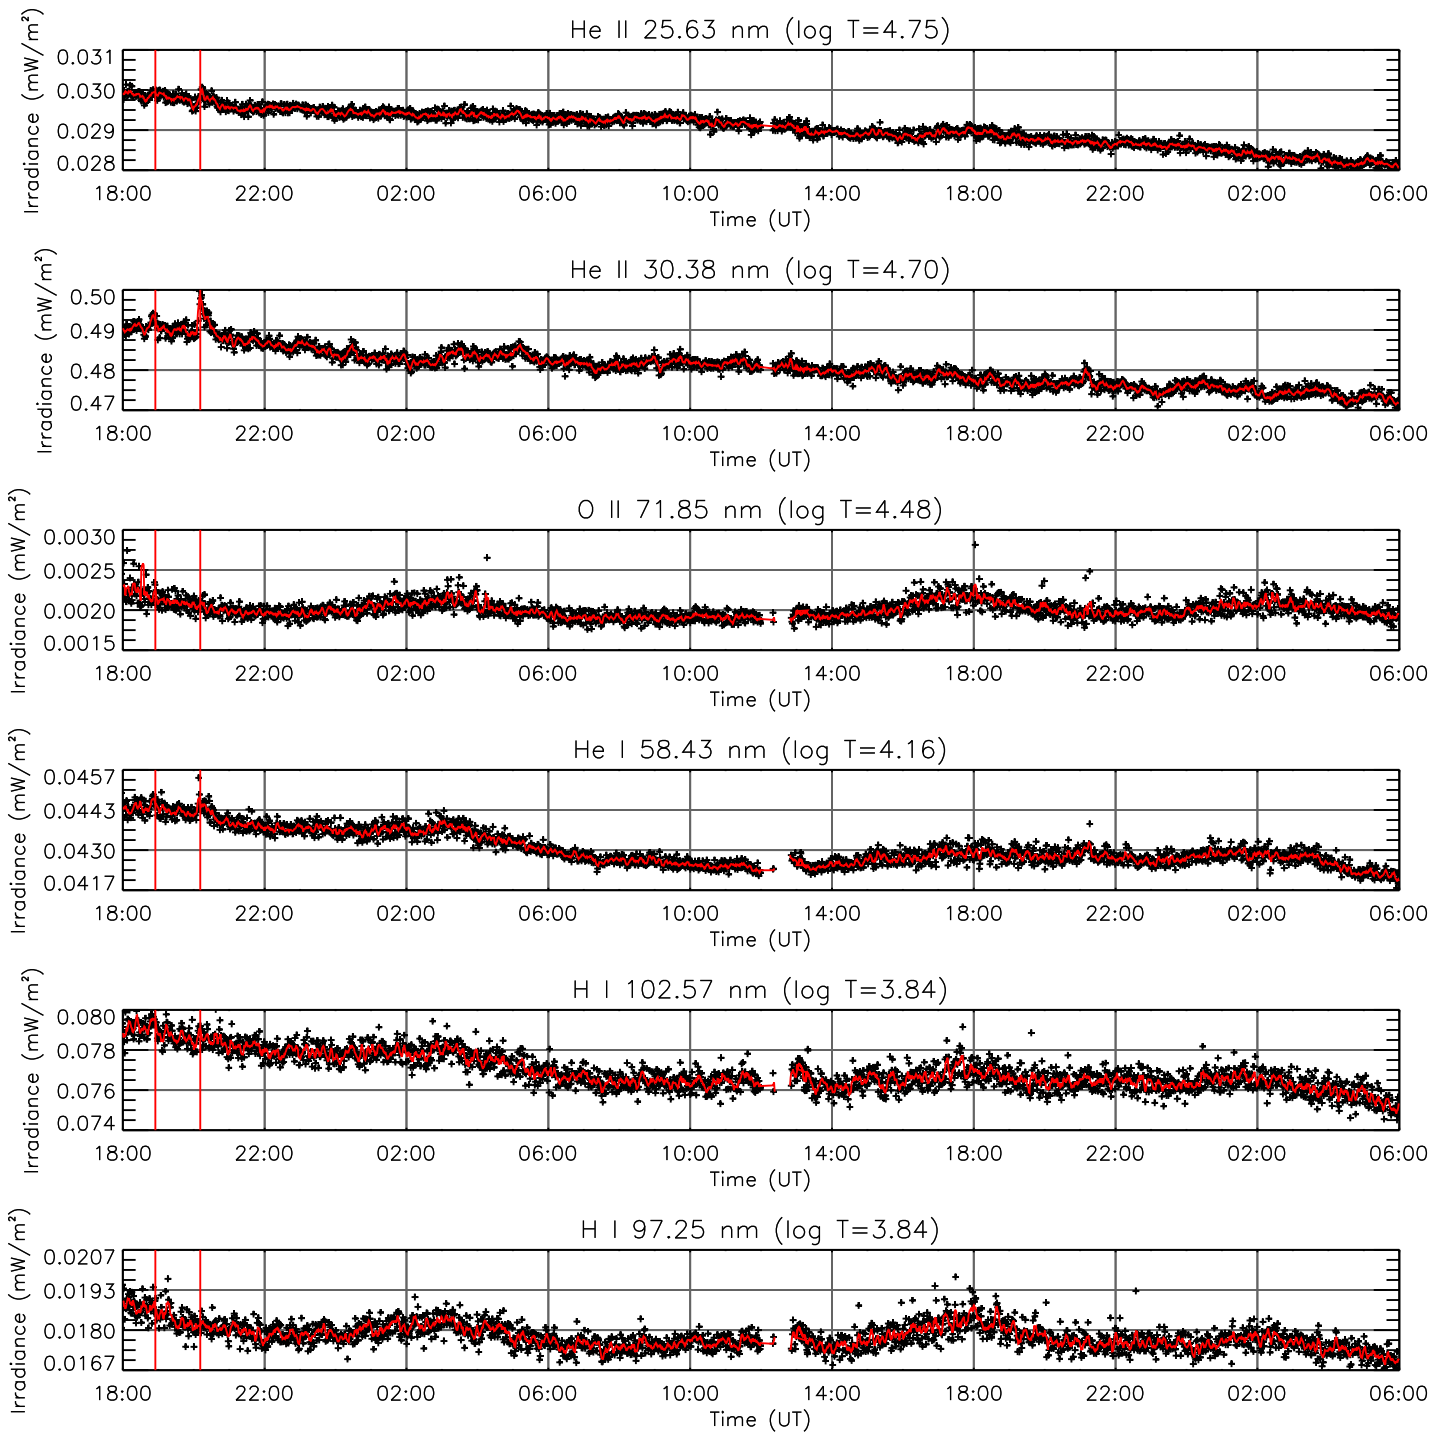 He II 25.63 nm (log T=4.75)
Irradiance (mW/m²)
0.031
0.030
0.029
0.028
18:00 22:00 02:00 06:00 10:00 14:00 18:00 22:00 02:00 06:00
Time (UT)
He II 30.38 nm (log T=4.70)
Irradiance (mW/m²)
0.50
0.49
0.48
0.47
18:00 22:00 02:00 06:00 10:00 14:00 18:00 22:00 02:00 06:00
Time (UT)
O II 71.85 nm (log T=4.48)
Irradiance (mW/m²)
0.0030
0.0025
0.0020
0.0015
18:00 22:00 02:00 06:00 10:00 14:00 18:00 22:00 02:00 06:00
Time (UT)
He I 58.43 nm (log T=4.16)
Irradiance (mW/m²)
0.0457
0.0443
0.0430
0.0417
18:00 22:00 02:00 06:00 10:00 14:00 18:00 22:00 02:00 06:00
Time (UT)
H I 102.57 nm (log T=3.84)
Irradiance (mW/m²)
0.080
0.078
0.076
0.074
18:00 22:00 02:00 06:00 10:00 14:00 18:00 22:00 02:00 06:00
Time (UT)
H I 97.25 nm (log T=3.84)
Irradiance (mW/m²)
0.0207
0.0193
0.0180
0.0167
18:00 22:00 02:00 06:00 10:00 14:00 18:00 22:00 02:00 06:00
Time (UT)